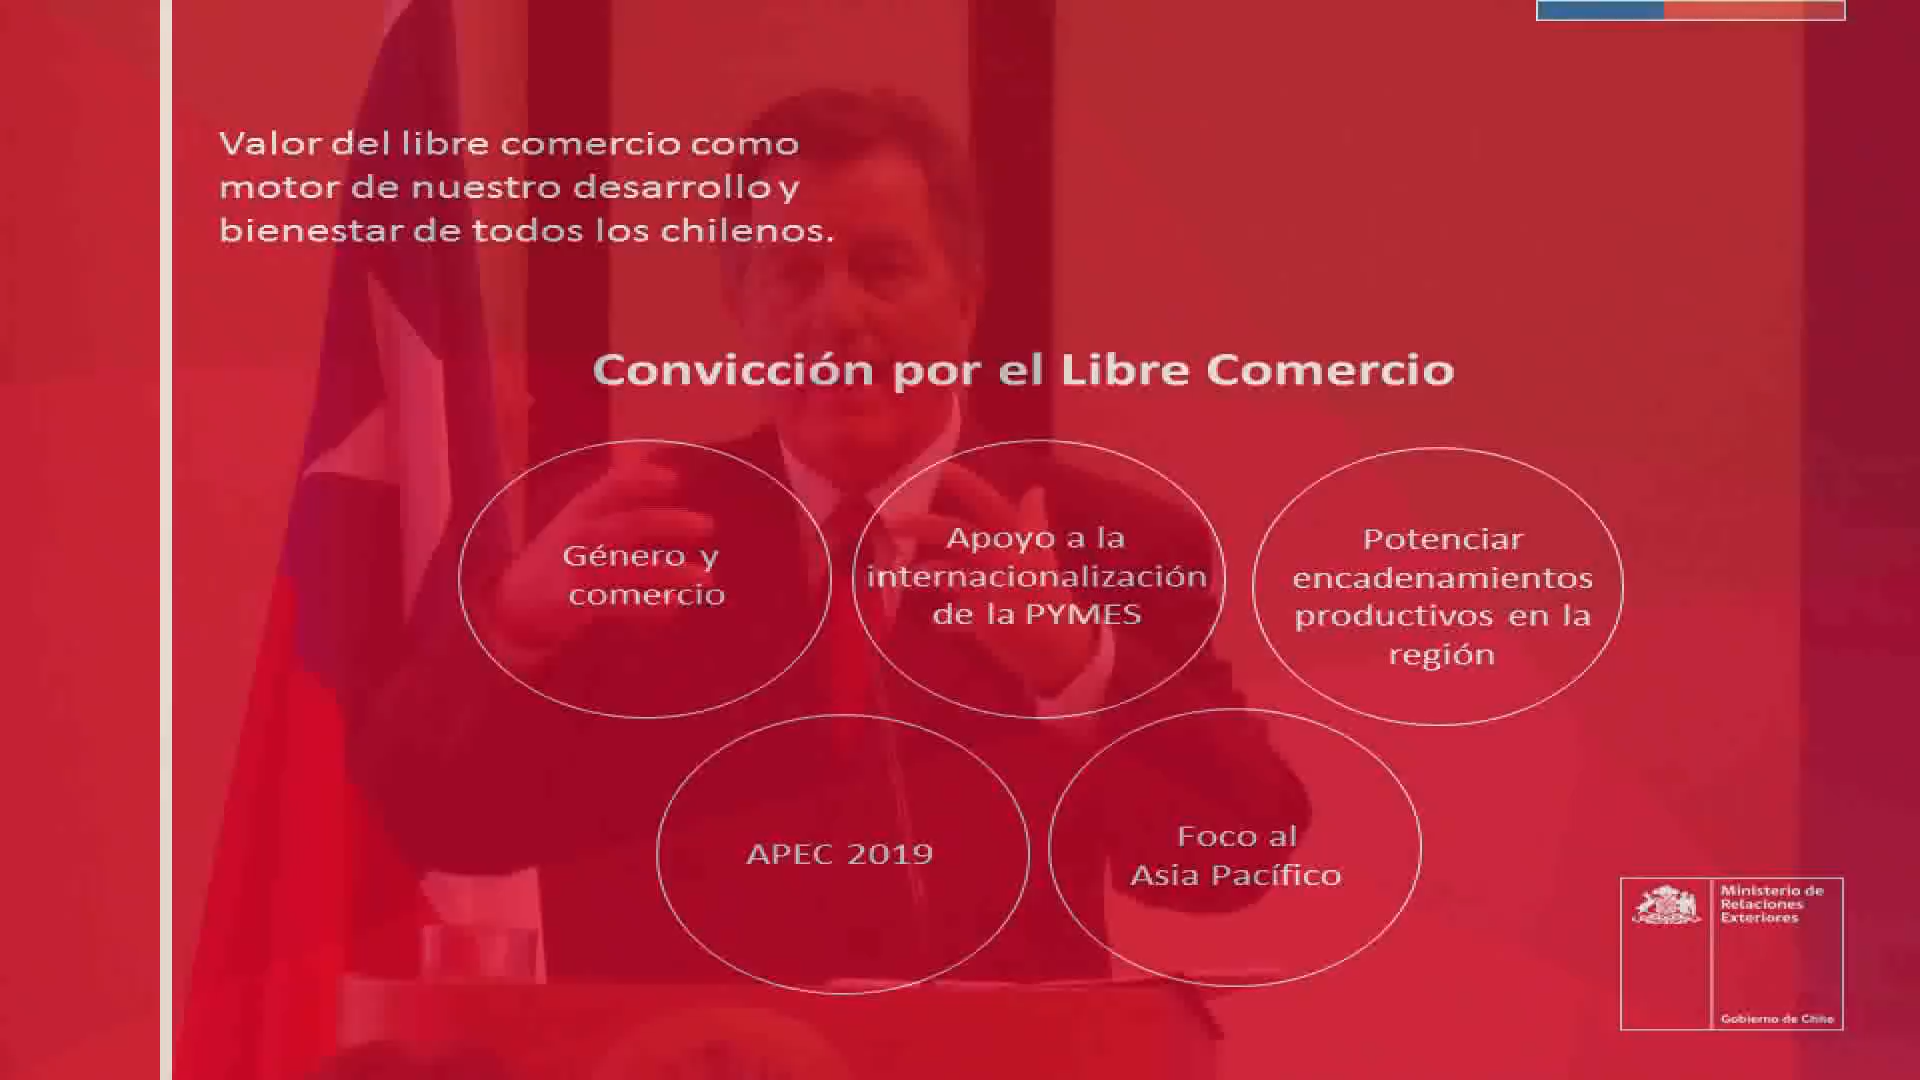 Valor del libre comercio como
motor de nuestro desarrollo y
bienestar de todos los chilenos.
Convicción por el Libre Comercio
Género y
comercio
Apoyo a la
internacionalización
de la PYMES
Potenciar
encadenamientos
productivos en la
región
APEC 2019
Foco al
Asia Pacífico
Ministerio de
Relaciones
Exteriores
Gobierno de Chile